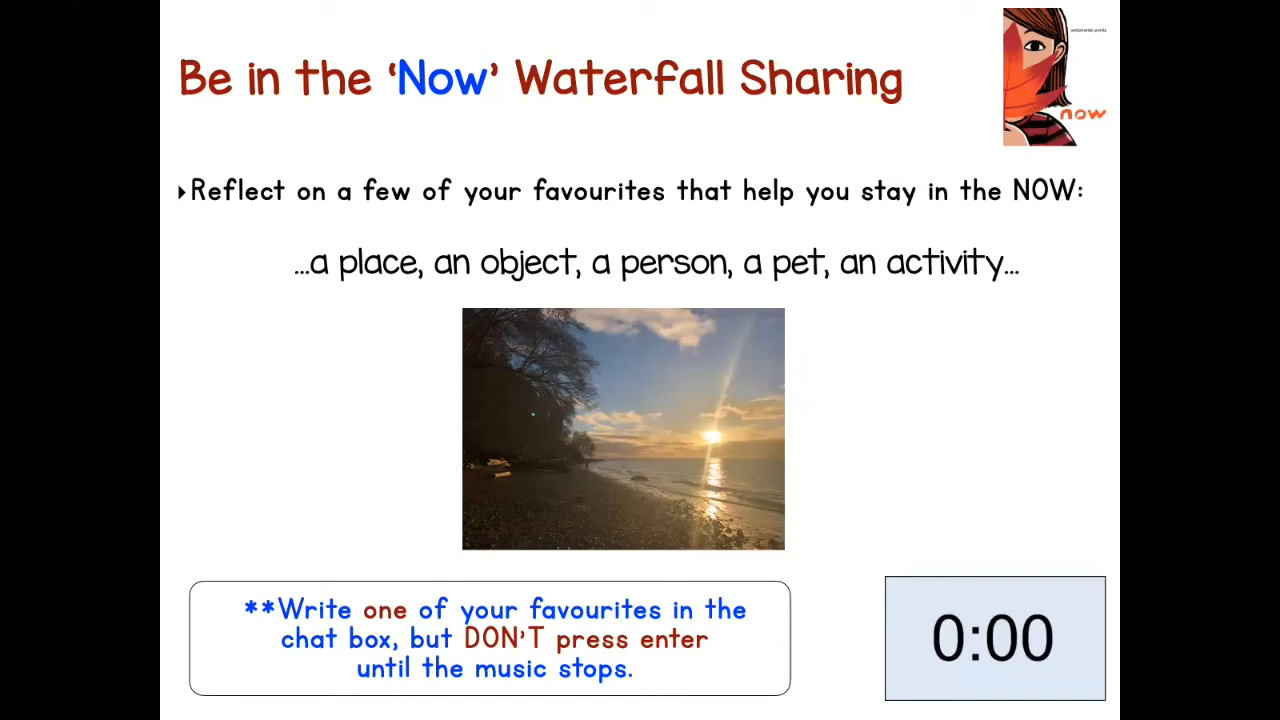 Be in the ‘Now’ Waterfall Sharing
now
Reflect on a few of your favourites that help you stay in the NOW:
...a place, an object, a person, a pet, an activity...
**Write one of your favourites in the
chat box, but DON'T press enter
until the music stops.
0:00